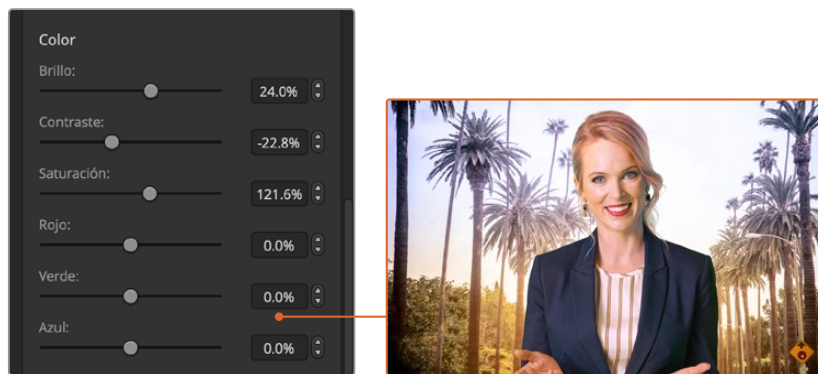 Color
Brillo:
24.0%
Contraste:
-22.8%
Saturación:
121.6%
Rojo:
0.0%
Verde:
0.0%
Azul:
0.0%